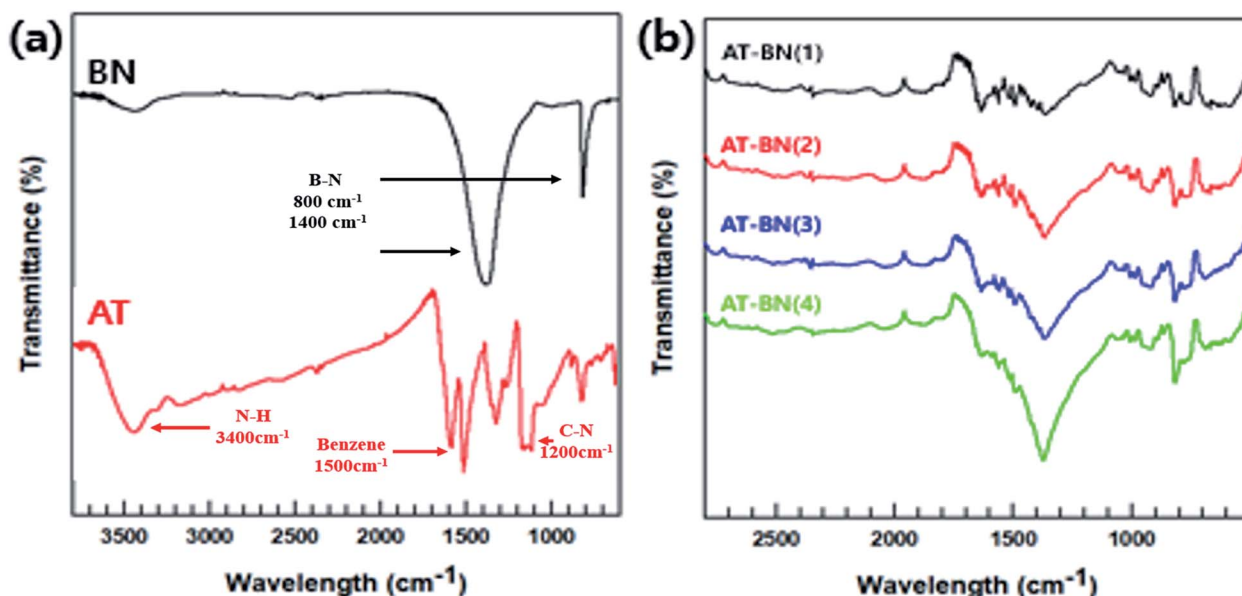 (a)
BN
B-N
800 cm⁻¹
1400 cm⁻¹
AT
N-H
3400cm⁻¹
Benzene
1500cm⁻¹
C-N
1200cm⁻¹
Transmittance (%)
3500 3000 2500 2000 1500 1000
Wavelength (cm⁻¹)
(b)
AT-BN(1)
AT-BN(2)
AT-BN(3)
AT-BN(4)
Transmittance (%)
2500 2000 1500 1000
Wavelength (cm⁻¹)